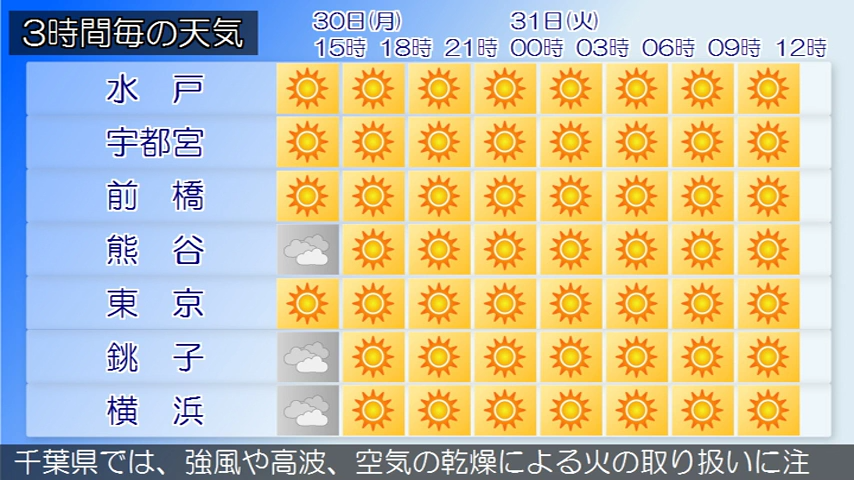 3時間毎の天気
30日(月) 31日(火)
15時 18時 21時 00時 03時 06時 09時 12時
水 戸
宇都宮
前 橋
熊 谷
東 京
銚 子
横 浜
千葉県では、強風や高波、空気の乾燥による火の取り扱いに注